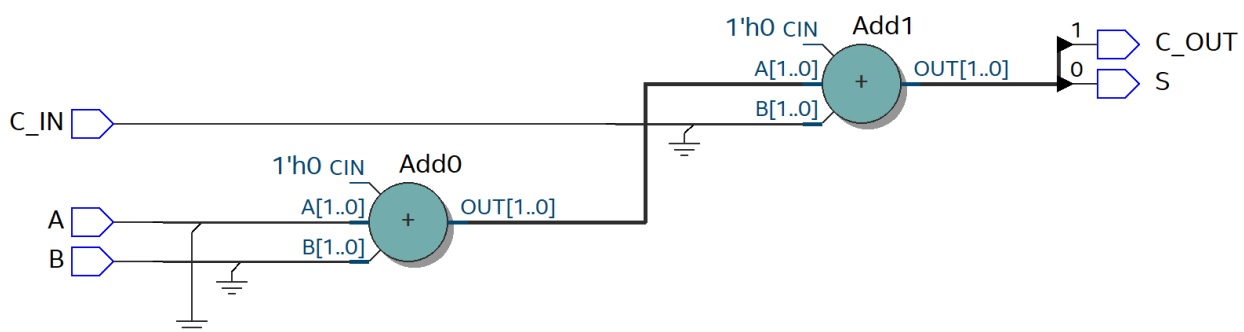 1'h0 CIN
Add1
A[1..0]
OUT[1..0]
B[1..0]
1
C_OUT
0
S
C_IN
1'h0 CIN
Add0
A[1..0]
OUT[1..0]
B[1..0]
A
B
+
+